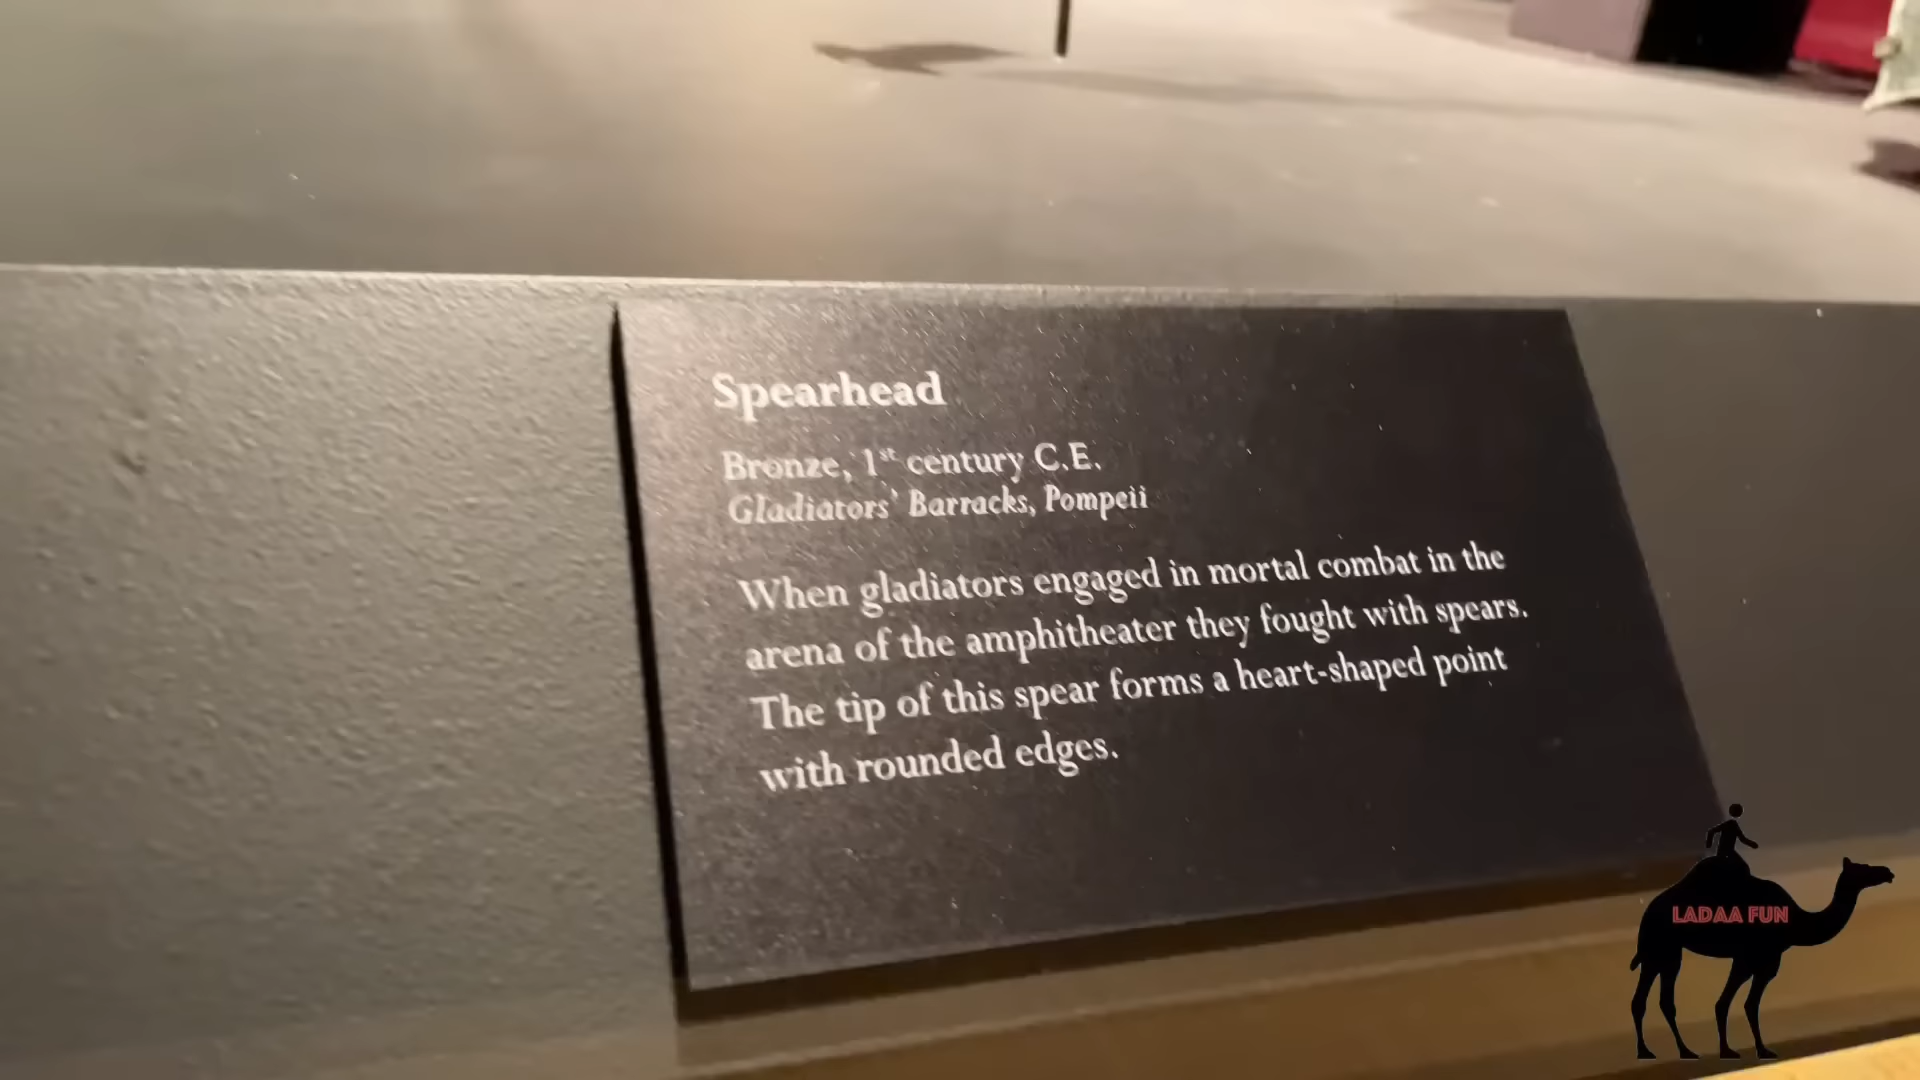 Spearhead
Bronze, 1st century C.E.
Gladiators' Barracks, Pompeii
When gladiators engaged in mortal combat in the
arena of the amphitheater they fought with spears.
The tip of this spear forms a heart-shaped point
with rounded edges.
LADAA FUN